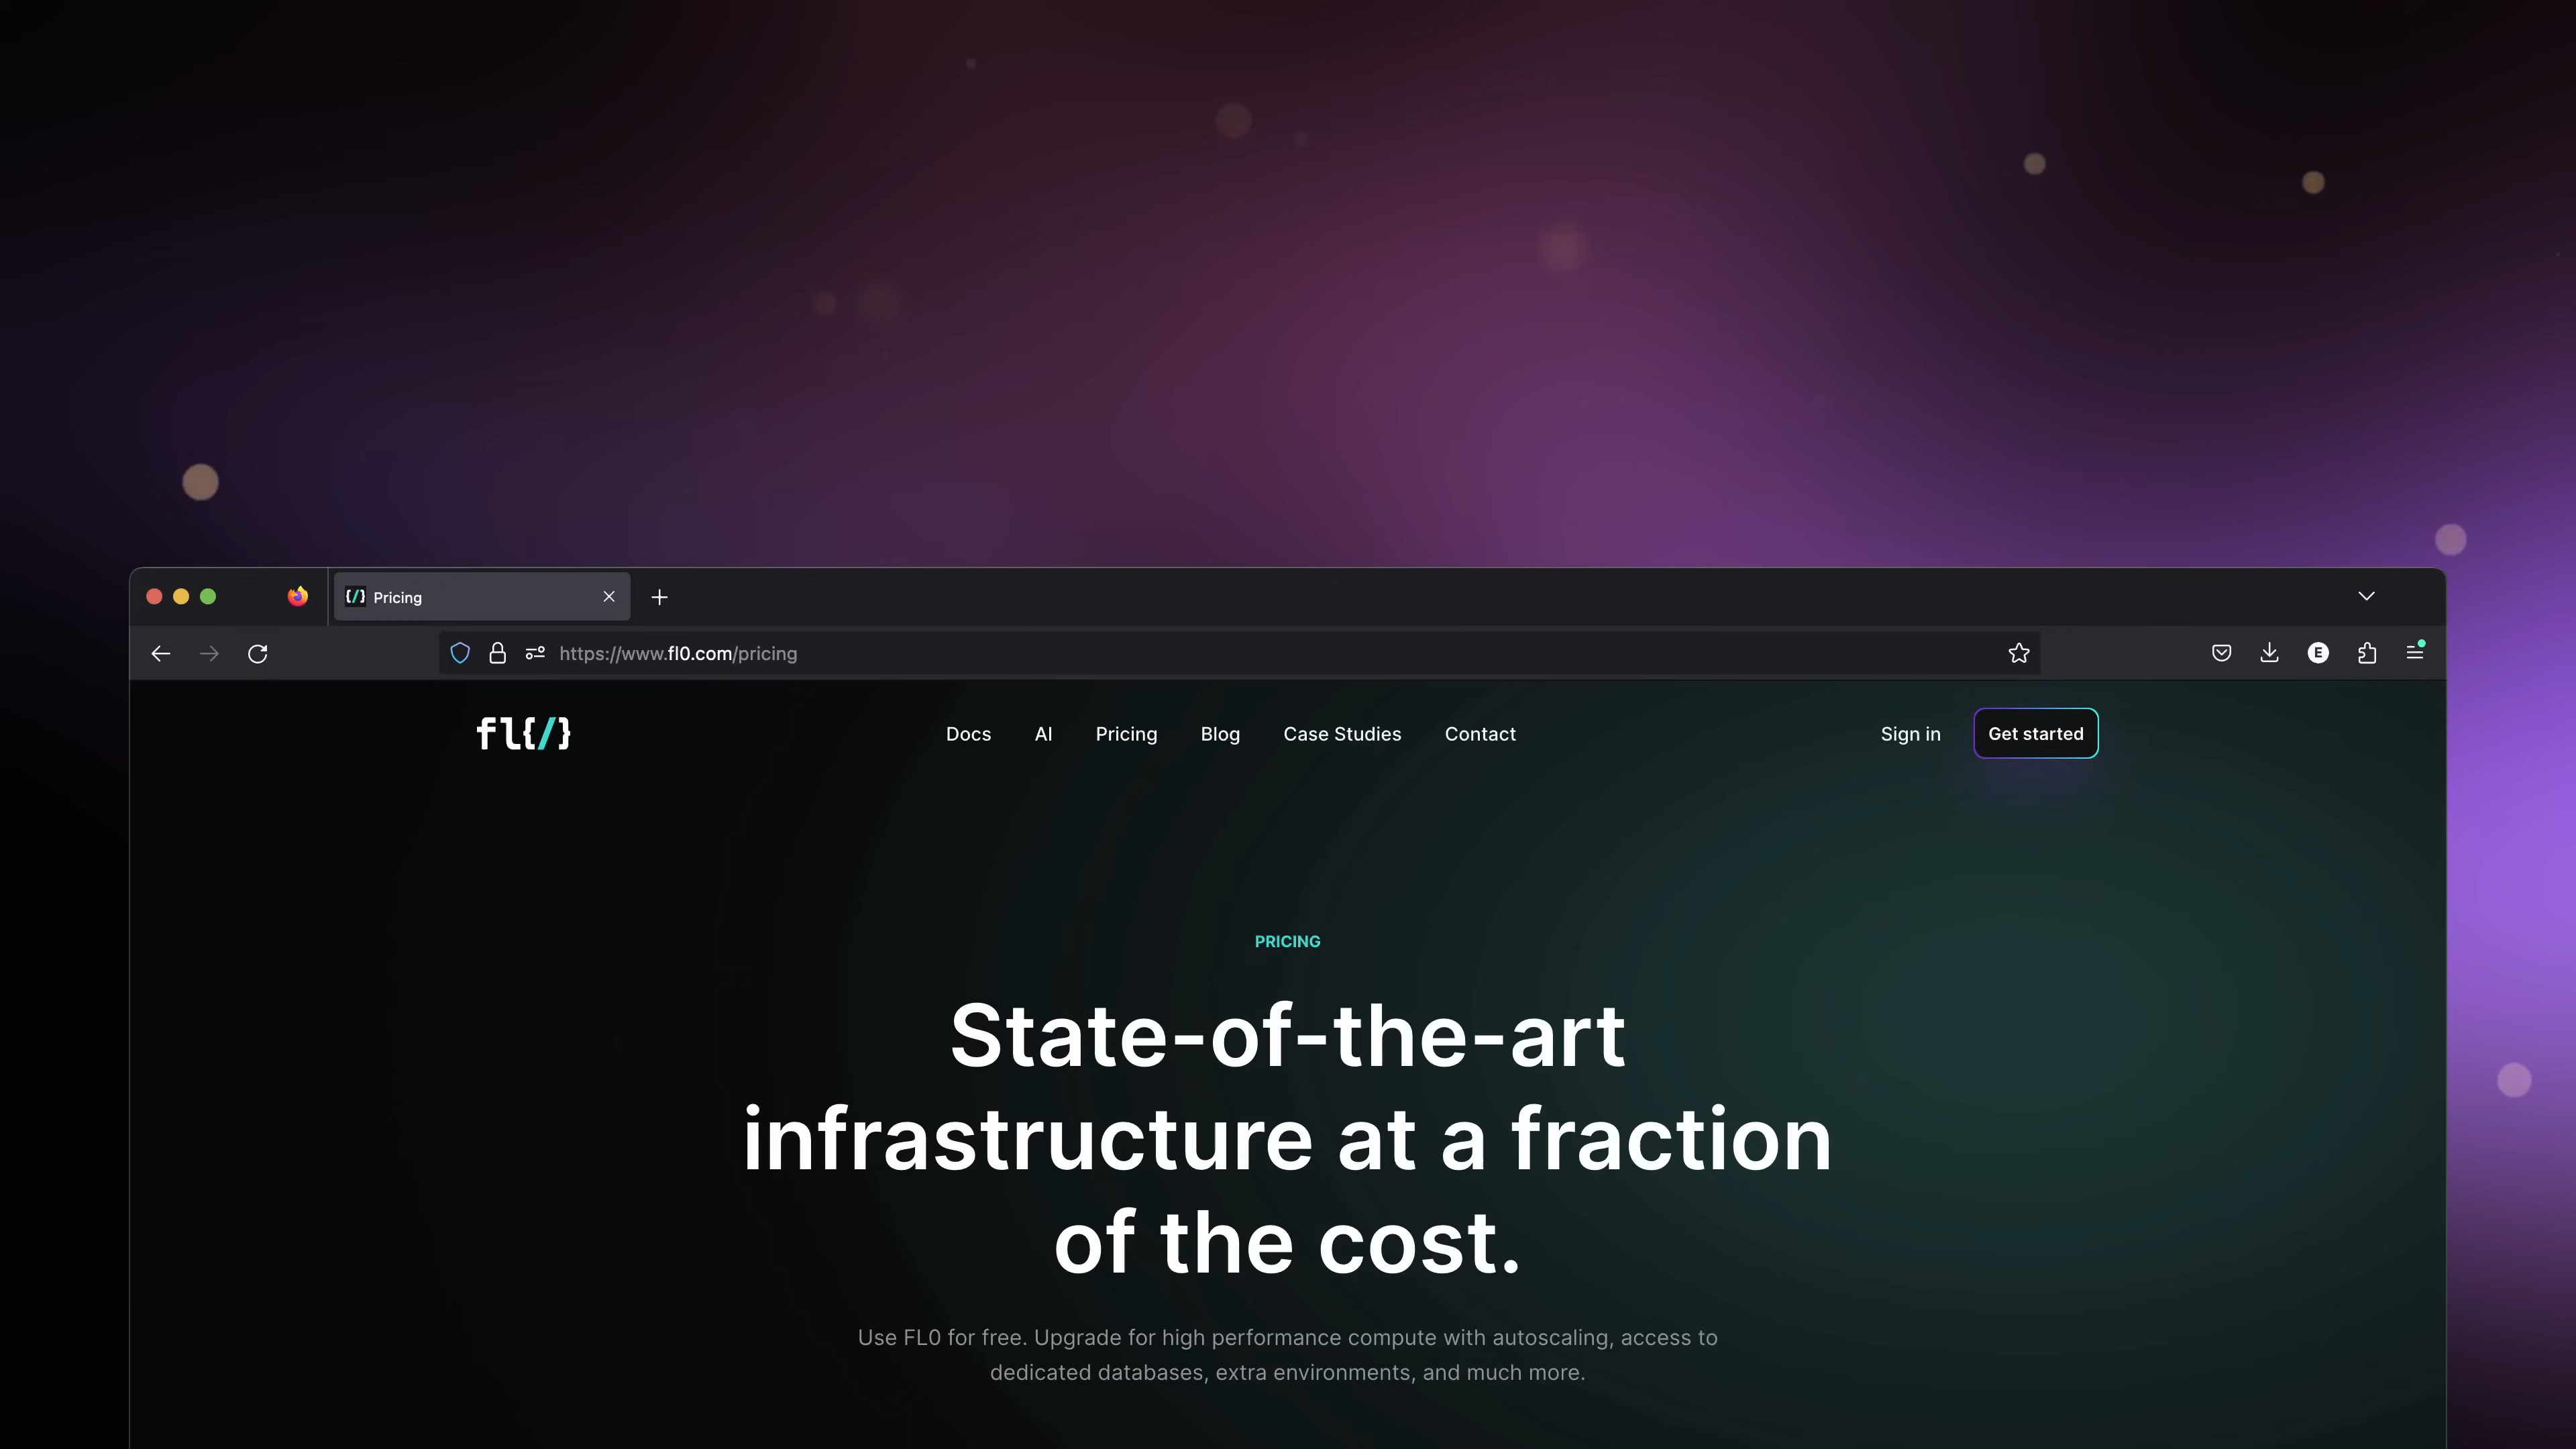 {/} Pricing
https://www.fl0.com/pricing
E
fl{/}
Docs AI Pricing Blog Case Studies Contact
Sign in Get started
PRICING
State-of-the-art
infrastructure at a fraction
of the cost.
Use FL0 for free. Upgrade for high performance compute with autoscaling, access to
dedicated databases, extra environments, and much more.